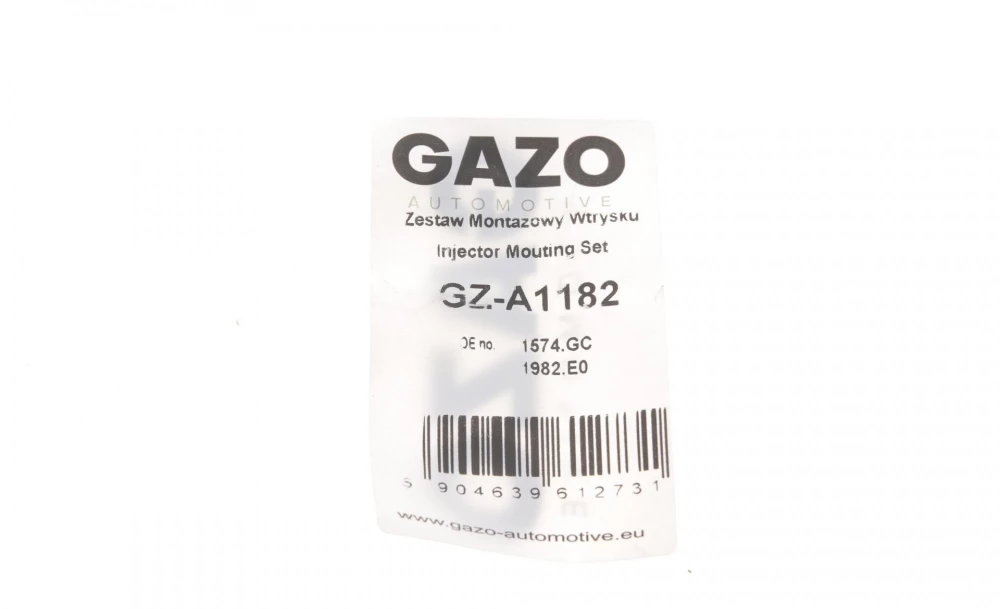 GAZO
AUTOMOTIVE
Zestaw Montazowy Wtrysku
Injector Mouting Set
GZ-A1182
OE no. 1574.GC
1982.E0
5 904639 612731
www.gazo-automotive.eu